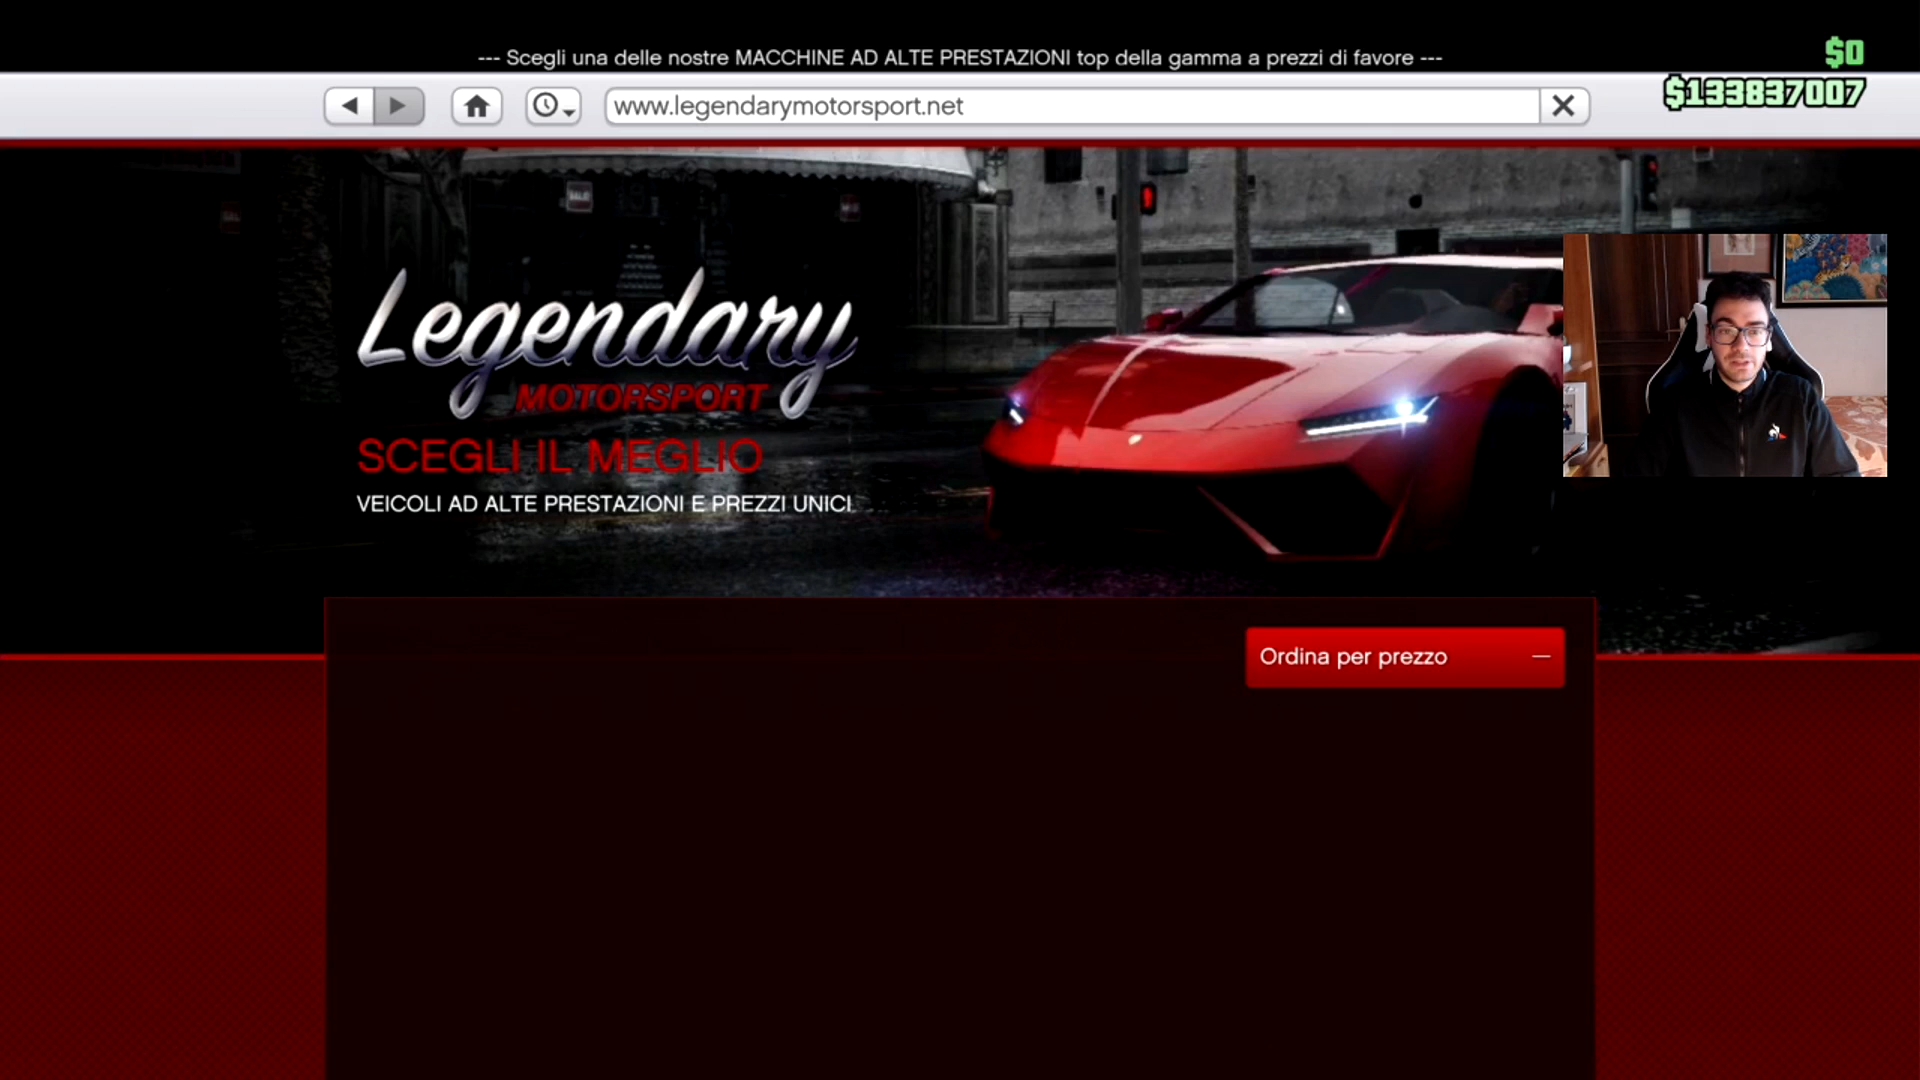 --- Scegli una delle nostre MACCHINE AD ALTE PRESTAZIONI top della gamma a prezzi di favore ---
$0
$133837007
www.legendarymotorsport.net
Legendary
MOTORSPORT
SCEGLI IL MEGLIO
VEICOLI AD ALTE PRESTAZIONI E PREZZI UNICI
Ordina per prezzo